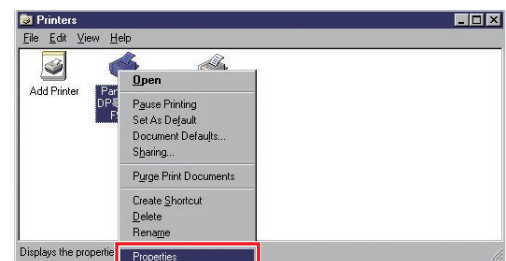 Printers
File Edit View Help
Add Printer
Open
Pause Printing
Set As Default
Document Defaults...
Sharing...
Purge Print Documents
Create Shortcut
Delete
Rename
Properties
Displays the propertie